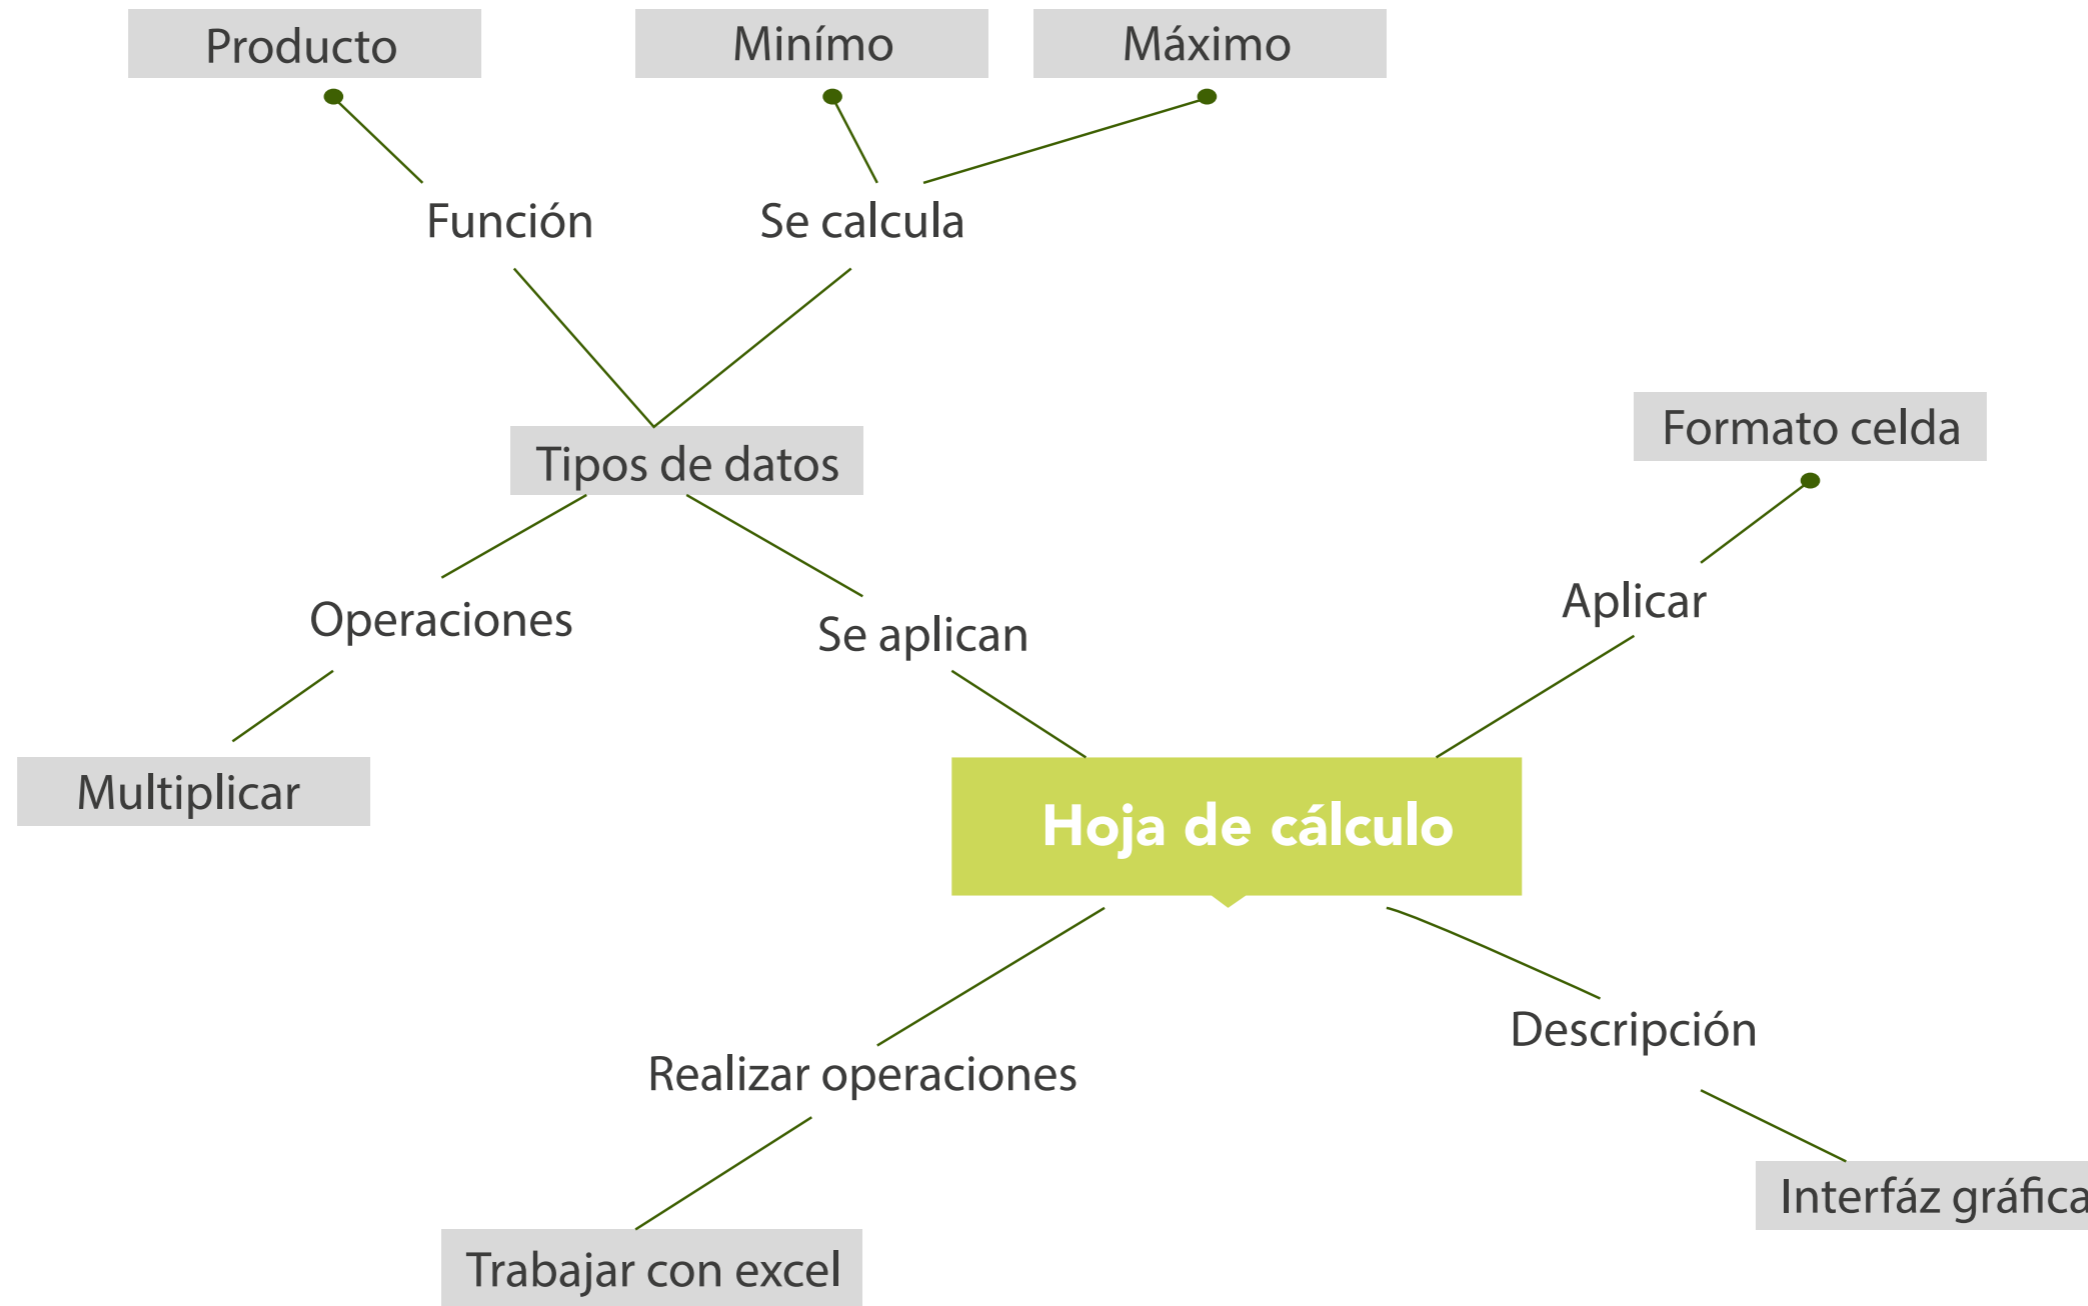 Producto
Minímo
Máximo
Función
Se calcula
Formato celda
Tipos de datos
Aplicar
Operaciones
Se aplican
Multiplicar
Hoja de cálculo
Descripción
Realizar operaciones
Interfáz gráfica
Trabajar con excel